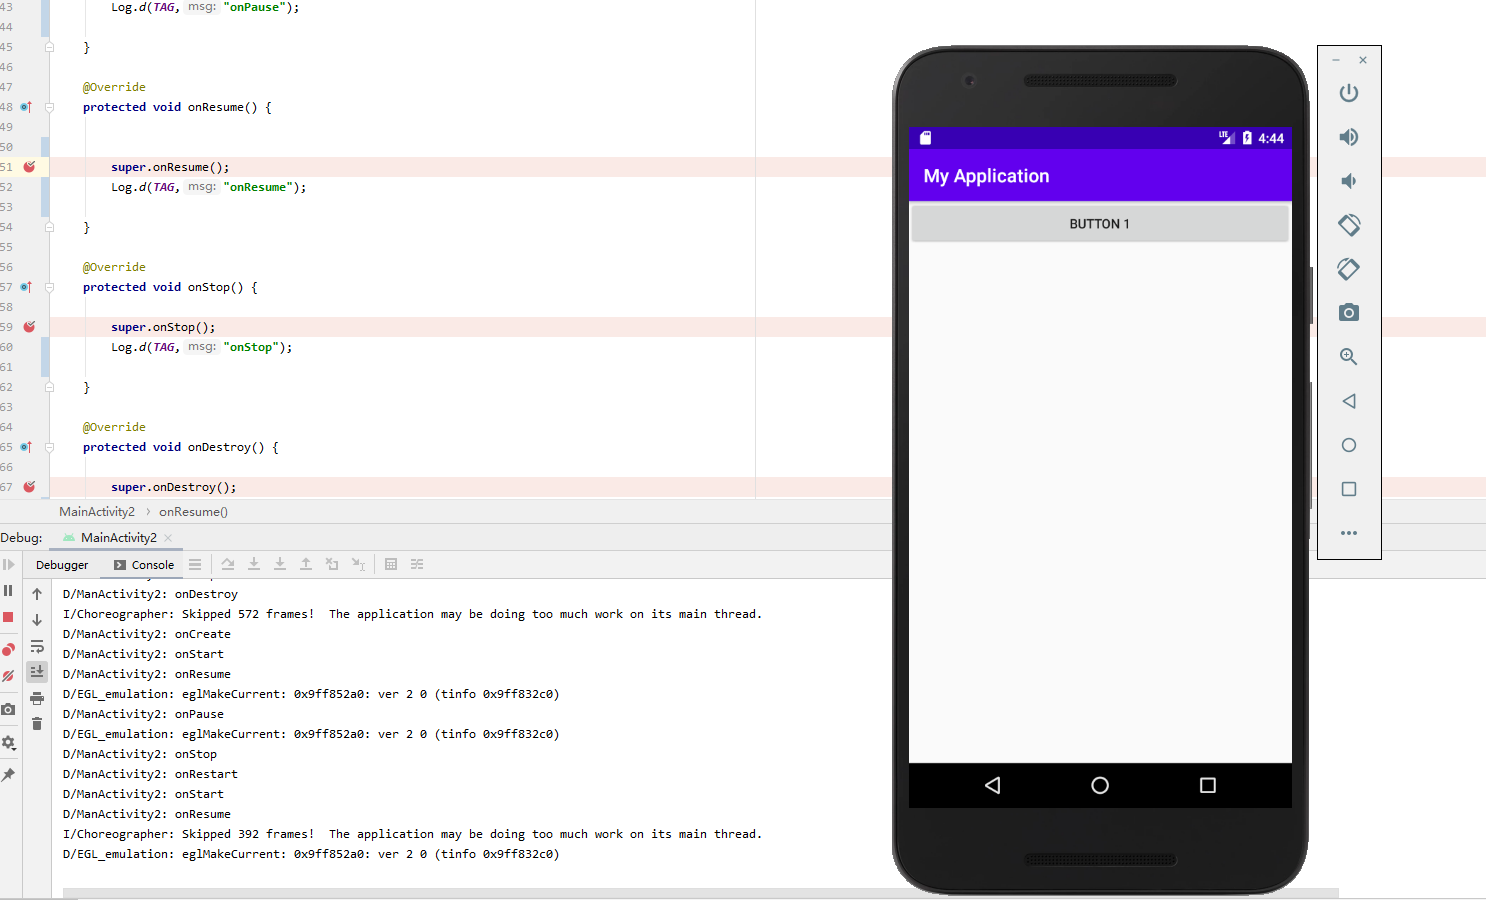 43 Log.d(TAG, msg: "onPause");
44
45 }
46
47 @Override
48 protected void onResume() {
49
50
51 super.onResume();
52 Log.d(TAG, msg: "onResume");
53
54 }
55
56 @Override
57 protected void onStop() {
58
59 super.onStop();
60 Log.d(TAG, msg: "onStop");
61
62 }
63
64 @Override
65 protected void onDestroy() {
66
67 super.onDestroy();
MainActivity2 › onResume()
Debug: MainActivity2
Debugger Console
D/ManActivity2: onDestroy
I/Choreographer: Skipped 572 frames!  The application may be doing too much work on its main thread.
D/ManActivity2: onCreate
D/ManActivity2: onStart
D/ManActivity2: onResume
D/EGL_emulation: eglMakeCurrent: 0x9ff852a0: ver 2 0 (tinfo 0x9ff832c0)
D/ManActivity2: onPause
D/EGL_emulation: eglMakeCurrent: 0x9ff852a0: ver 2 0 (tinfo 0x9ff832c0)
D/ManActivity2: onStop
D/ManActivity2: onRestart
D/ManActivity2: onStart
D/ManActivity2: onResume
I/Choreographer: Skipped 392 frames!  The application may be doing too much work on its main thread.
D/EGL_emulation: eglMakeCurrent: 0x9ff852a0: ver 2 0 (tinfo 0x9ff832c0)
LTE 4:44
My Application
BUTTON 1